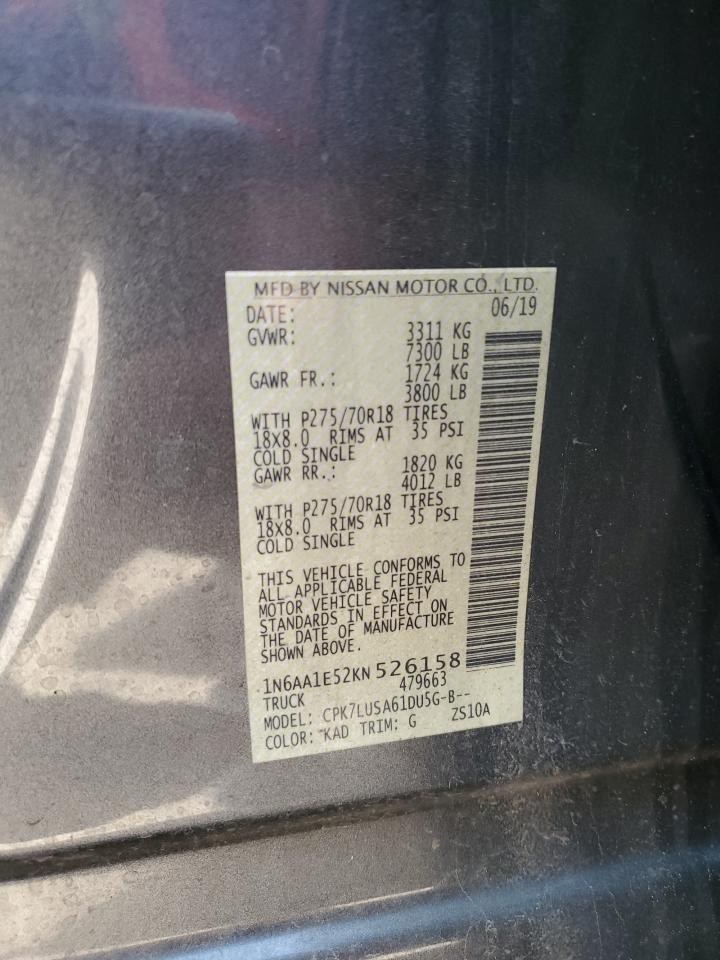 MFD BY NISSAN MOTOR CO., LTD.
DATE: 06/19
GVWR: 3311 KG
7300 LB
GAWR FR.: 1724 KG
3800 LB
WITH P275/70R18 TIRES
18X8.0 RIMS AT 35 PSI
COLD SINGLE
GAWR RR.: 1820 KG
4012 LB
WITH P275/70R18 TIRES
18X8.0 RIMS AT 35 PSI
COLD SINGLE
THIS VEHICLE CONFORMS TO
ALL APPLICABLE FEDERAL
MOTOR VEHICLE SAFETY
STANDARDS IN EFFECT ON
THE DATE OF MANUFACTURE
SHOWN ABOVE.
1N6AA1E52KN526158
TRUCK 479663
MODEL: CPK7LUSA61DU5G-B--
COLOR: KAD TRIM: G ZS10A